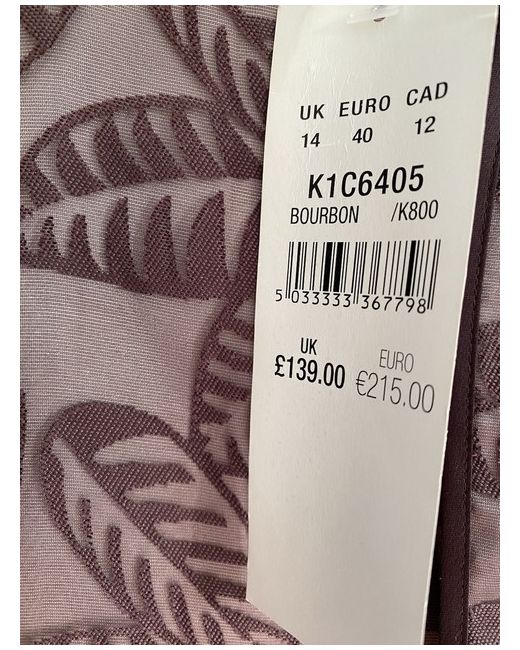 UK EURO CAD
14 40 12
K1C6405
BOURBON /K800
5 033333 367798
UK EURO
£139.00 €215.00